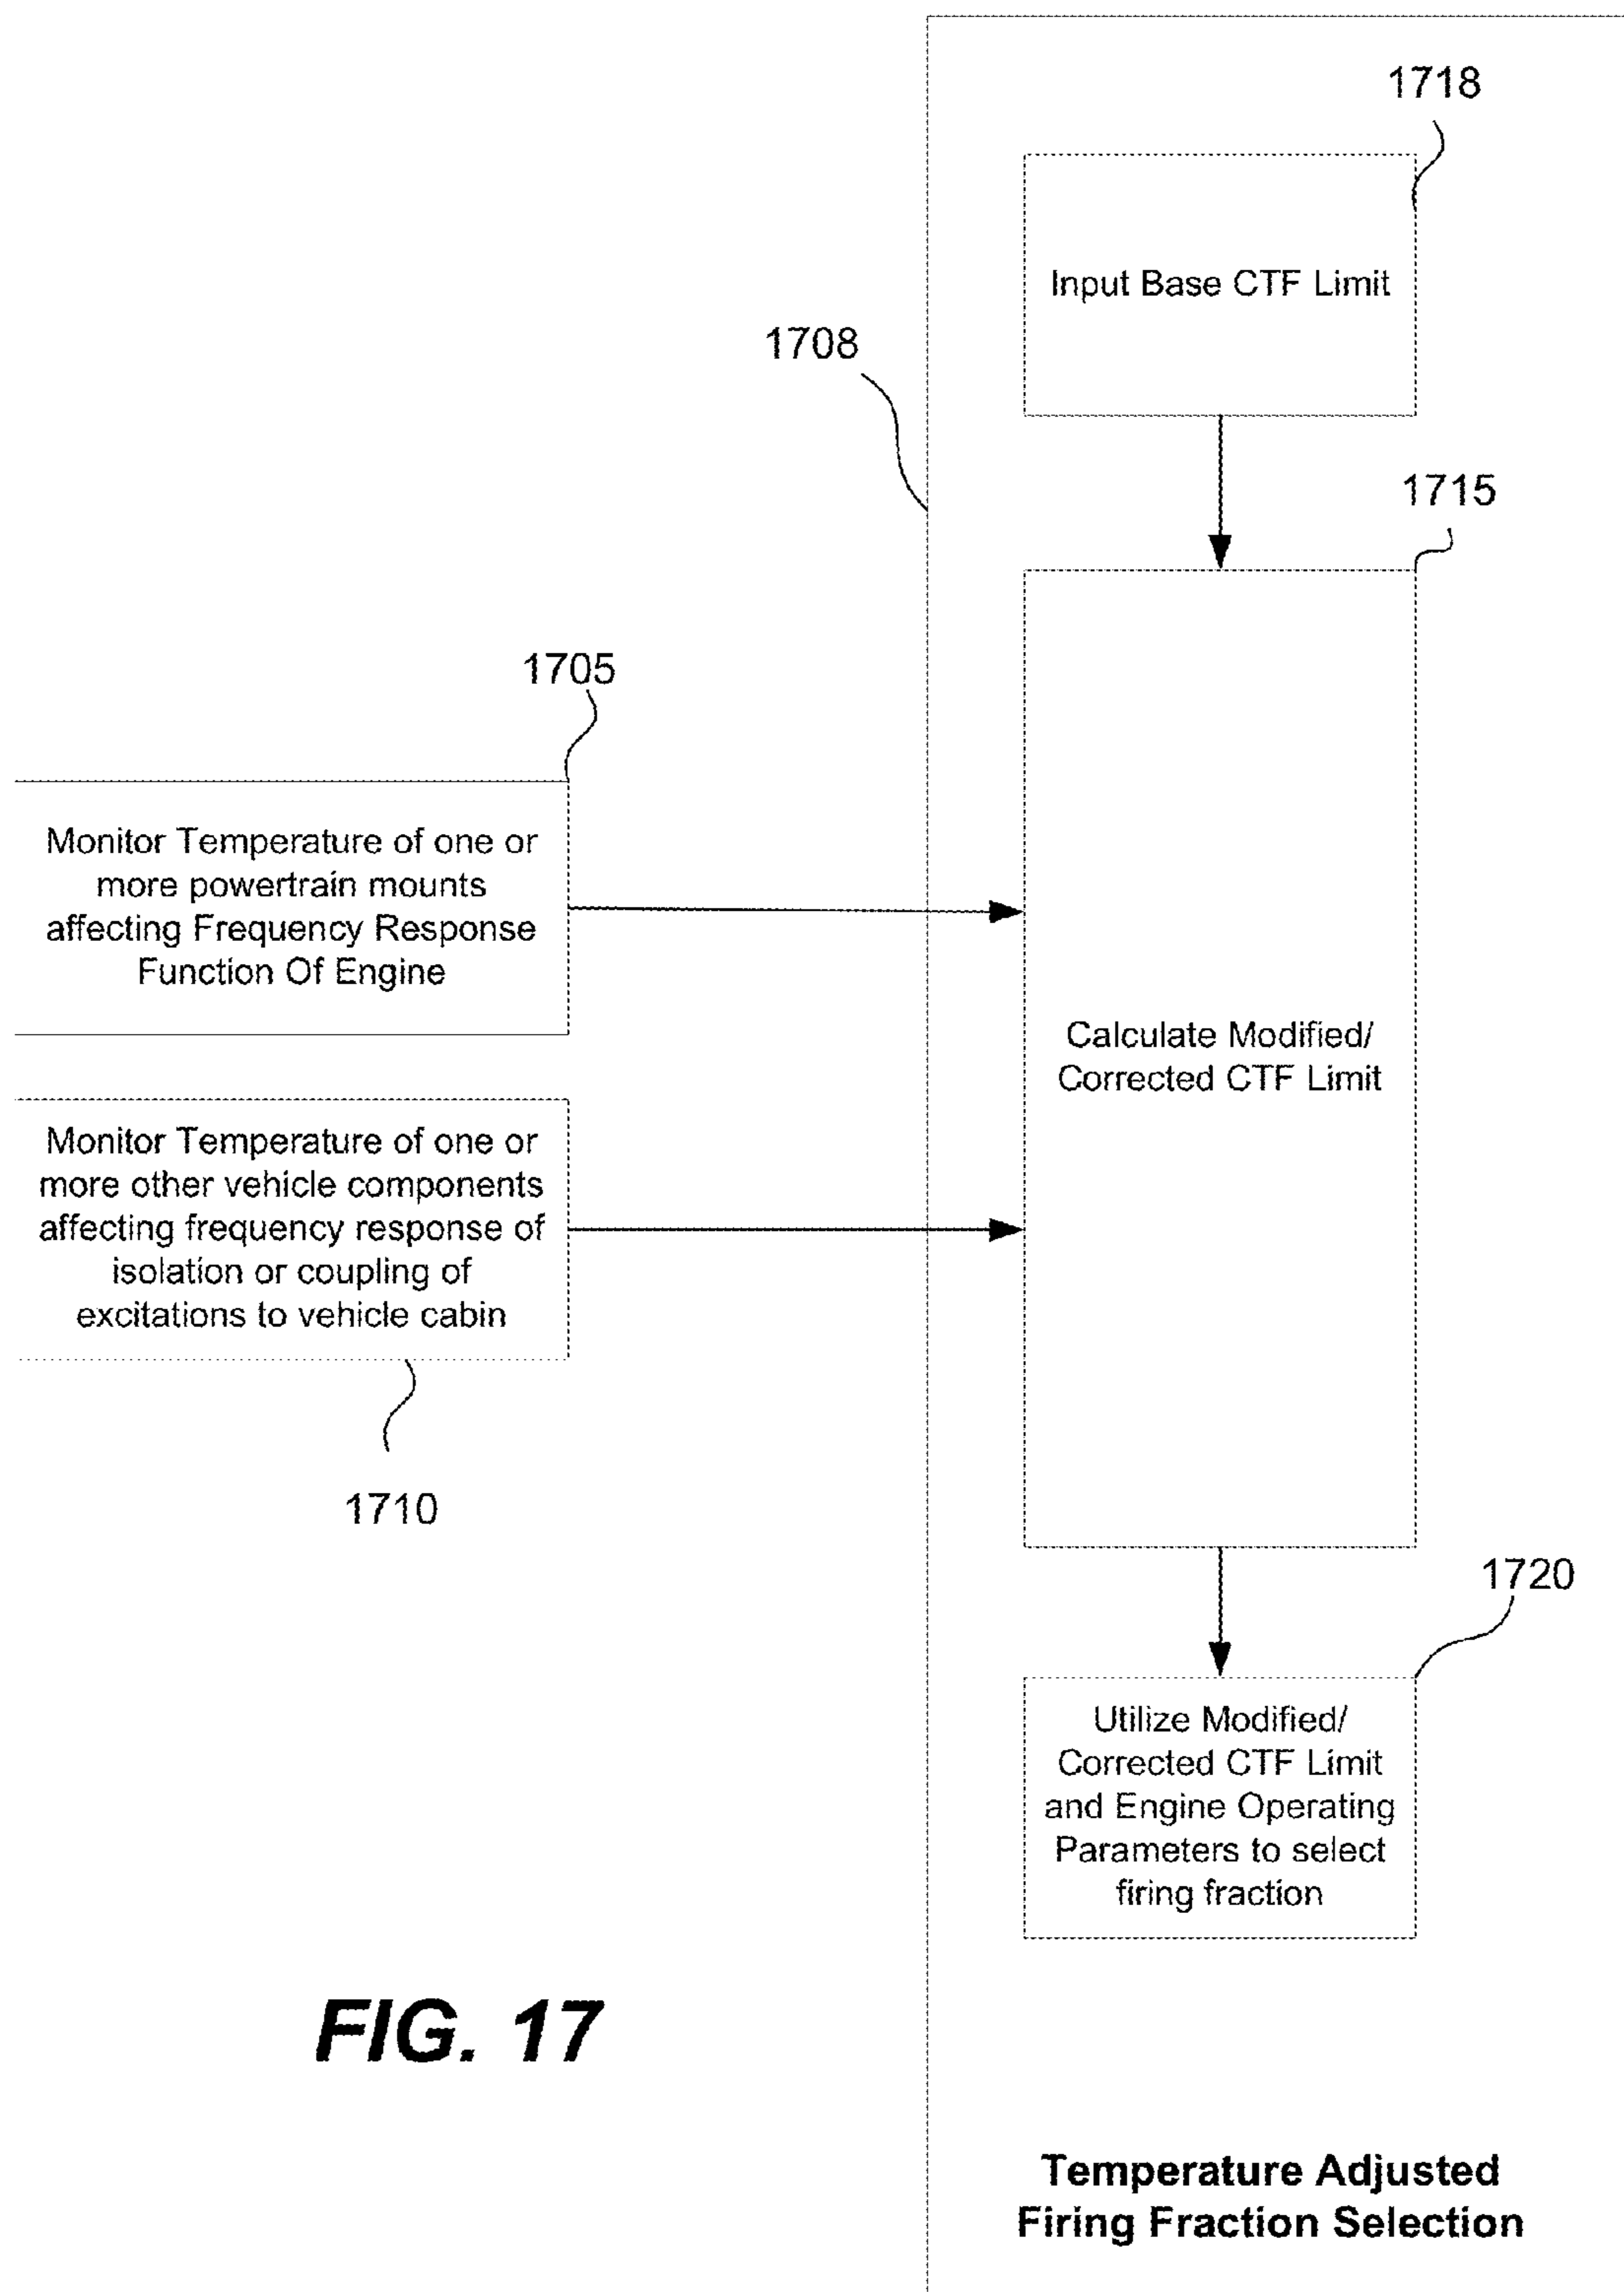 1718
Input Base CTF Limit
1708
1715
1705
Monitor Temperature of one or
more powertrain mounts
affecting Frequency Response
Function Of Engine
Calculate Modified/
Corrected CTF Limit
Monitor Temperature of one or
more other vehicle components
affecting frequency response of
isolation or coupling of
excitations to vehicle cabin
1710
1720
Utilize Modified/
Corrected CTF Limit
and Engine Operating
Parameters to select
firing fraction
FIG. 17
Temperature Adjusted
Firing Fraction Selection